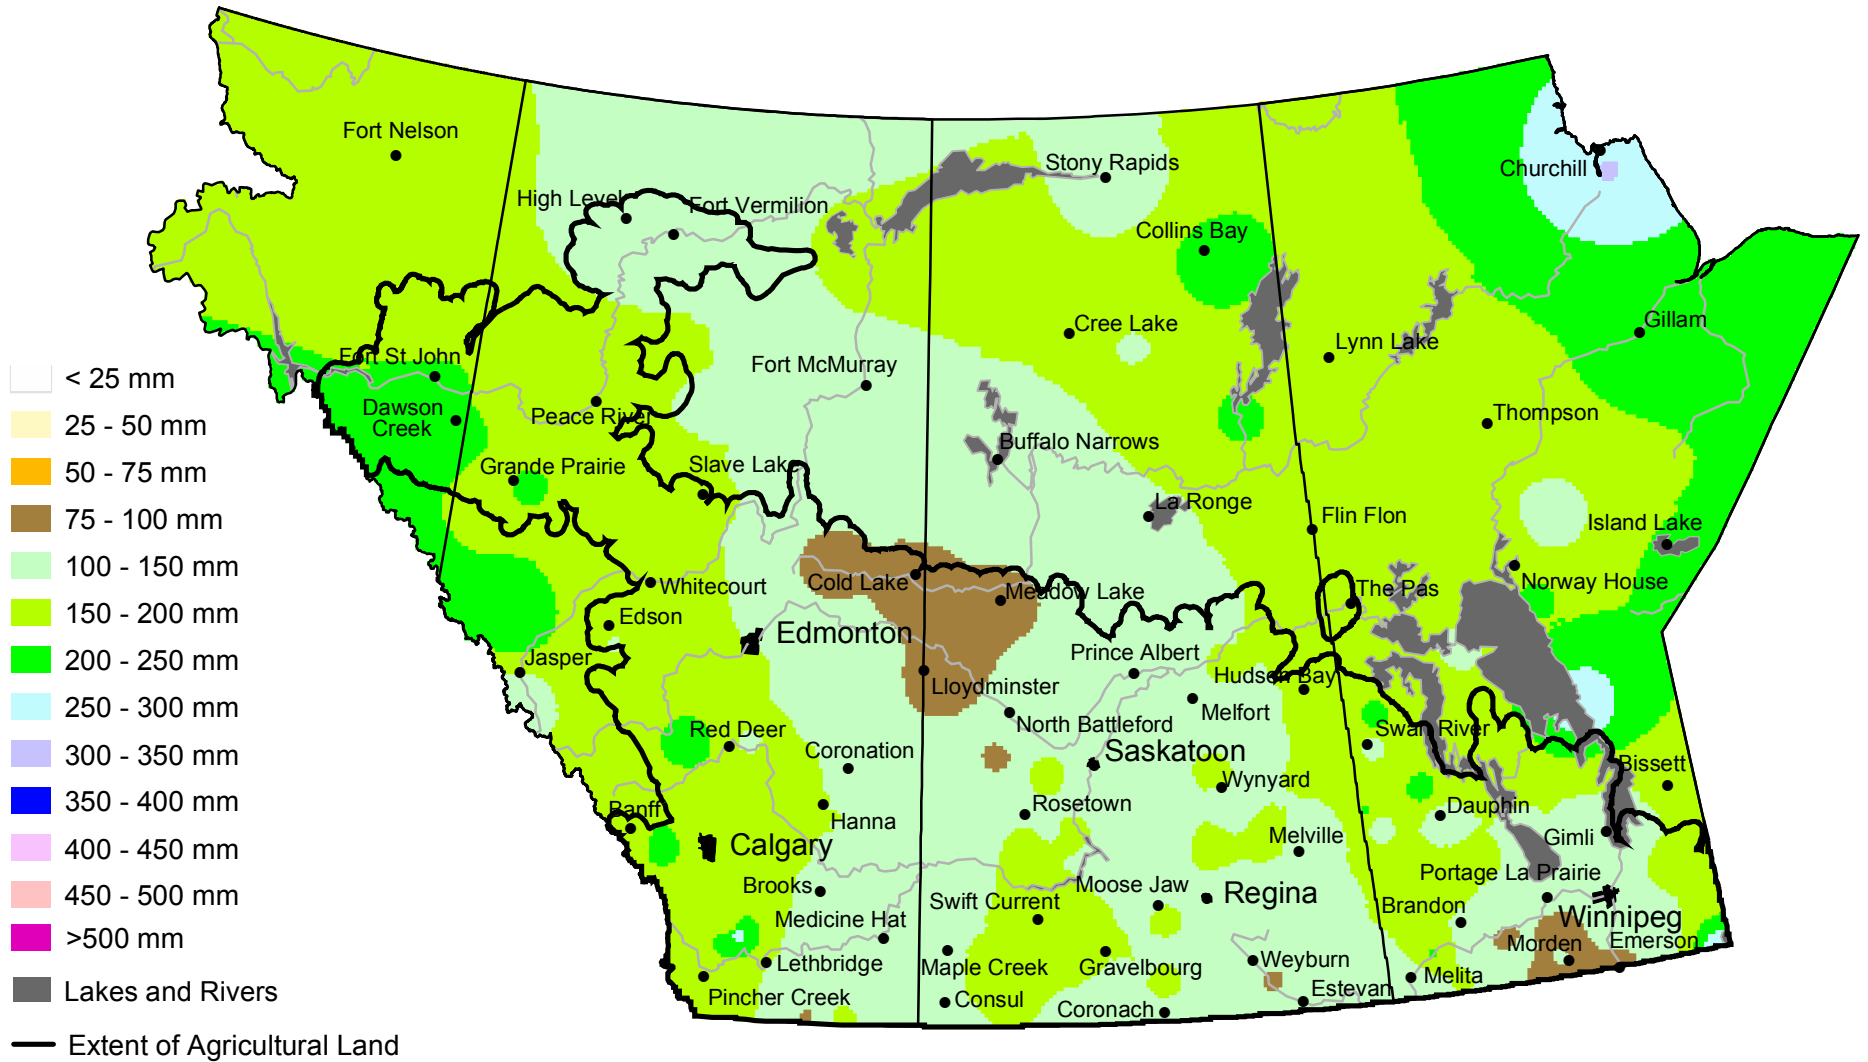 Fort Nelson
Churchill
Stony Rapids
High Level
Fort Vermilion
Collins Bay
Gillam
Cree Lake
Lynn Lake
Fort St John
Fort McMurray
Dawson
Creek
Peace River
Thompson
Buffalo Narrows
Grande Prairie
Slave Lake
La Ronge
Flin Flon
Island Lake
Whitecourt
Cold Lake
Meadow Lake
The Pas
Norway House
Edson
Edmonton
Jasper
Prince Albert
Hudson Bay
Lloydminster
Melfort
North Battleford
Red Deer
Swan River
Coronation
Saskatoon
Bissett
Wynyard
Banff
Hanna
Rosetown
Dauphin
Calgary
Melville
Gimli
Brooks
Moose Jaw
Portage La Prairie
Medicine Hat
Swift Current
Regina
Brandon
Winnipeg
Lethbridge
Maple Creek
Gravelbourg
Weyburn
Morden
Emerson
Pincher Creek
Consul
Coronach
Estevan
Melita
< 25 mm
25 - 50 mm
50 - 75 mm
75 - 100 mm
100 - 150 mm
150 - 200 mm
200 - 250 mm
250 - 300 mm
300 - 350 mm
350 - 400 mm
400 - 450 mm
450 - 500 mm
>500 mm
Lakes and Rivers
Extent of Agricultural Land